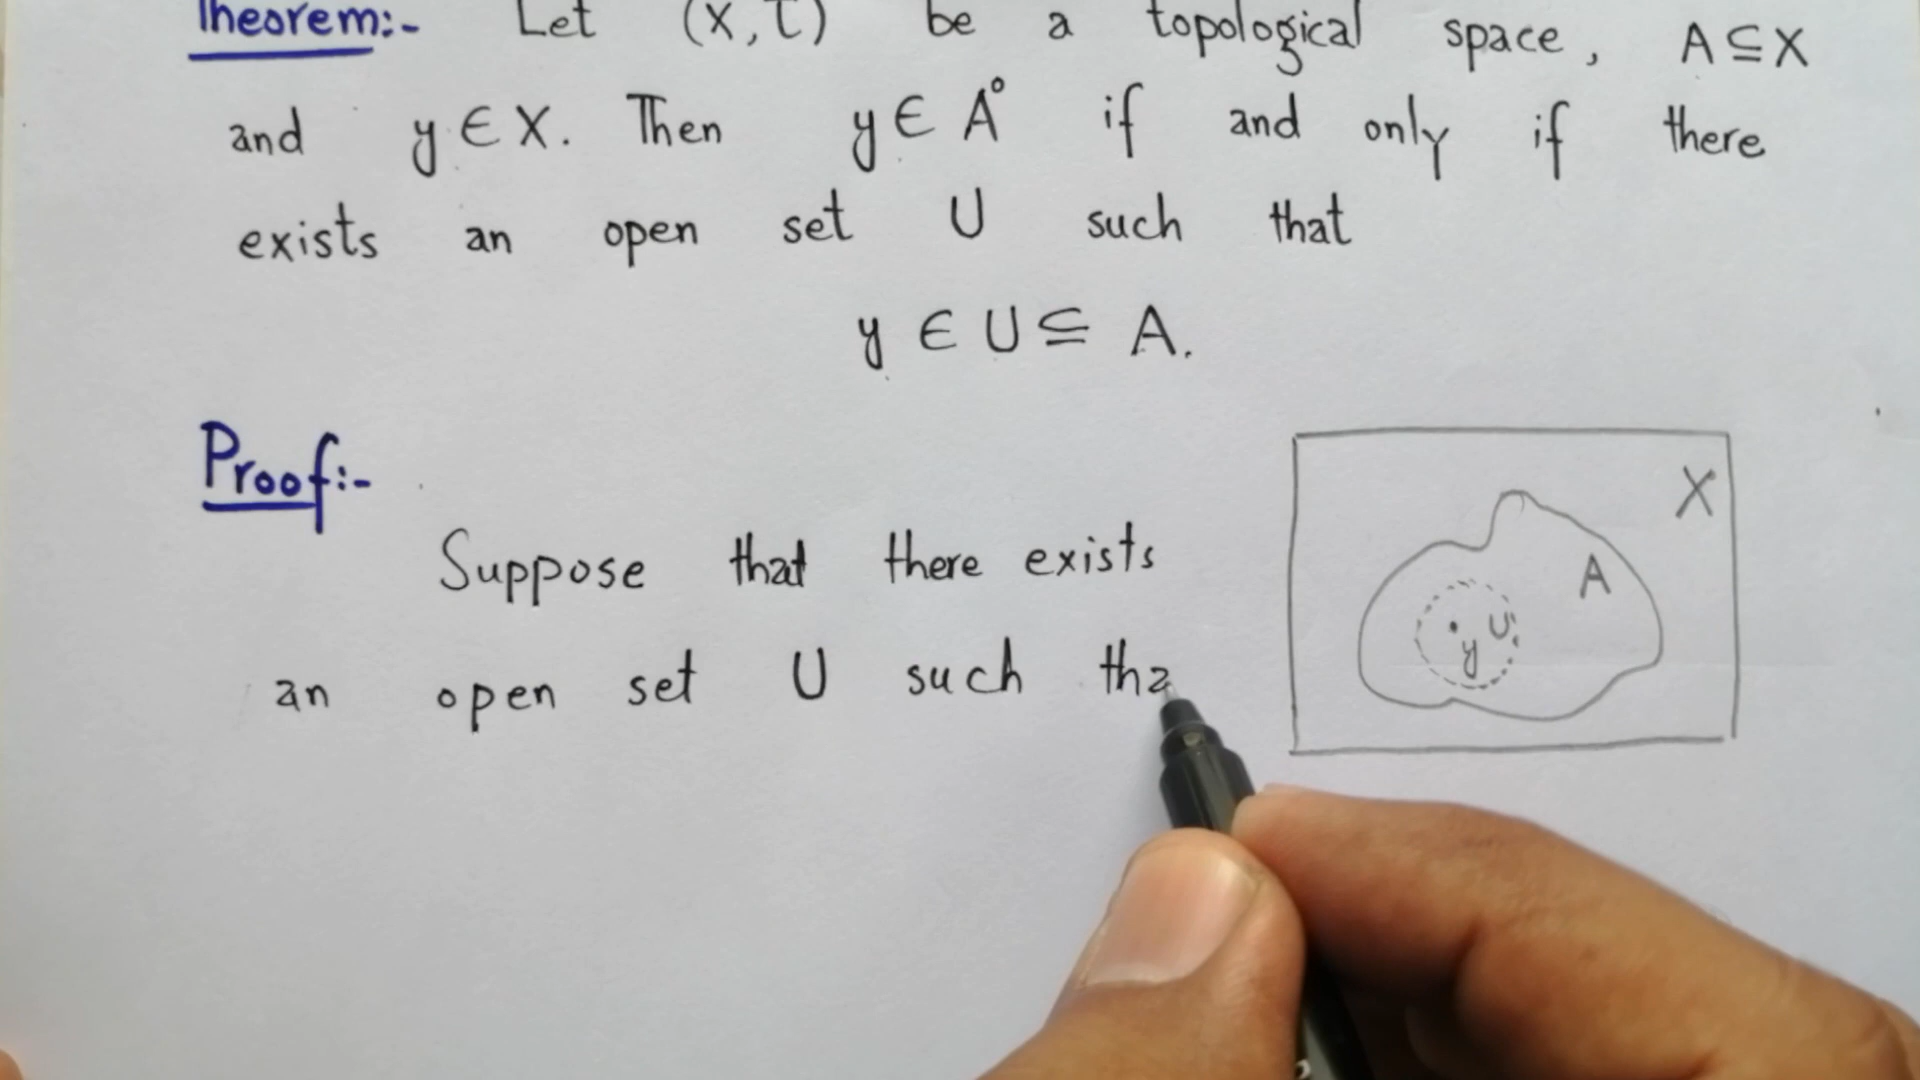 Theorem:- Let (X, τ) be a topological space, A ⊆ X
and y ∈ X. Then y ∈ A° if and only if there
exists an open set U such that
y ∈ U ⊆ A.
Proof:-
X
A
U
y
Suppose that there exists
an open set U such tha